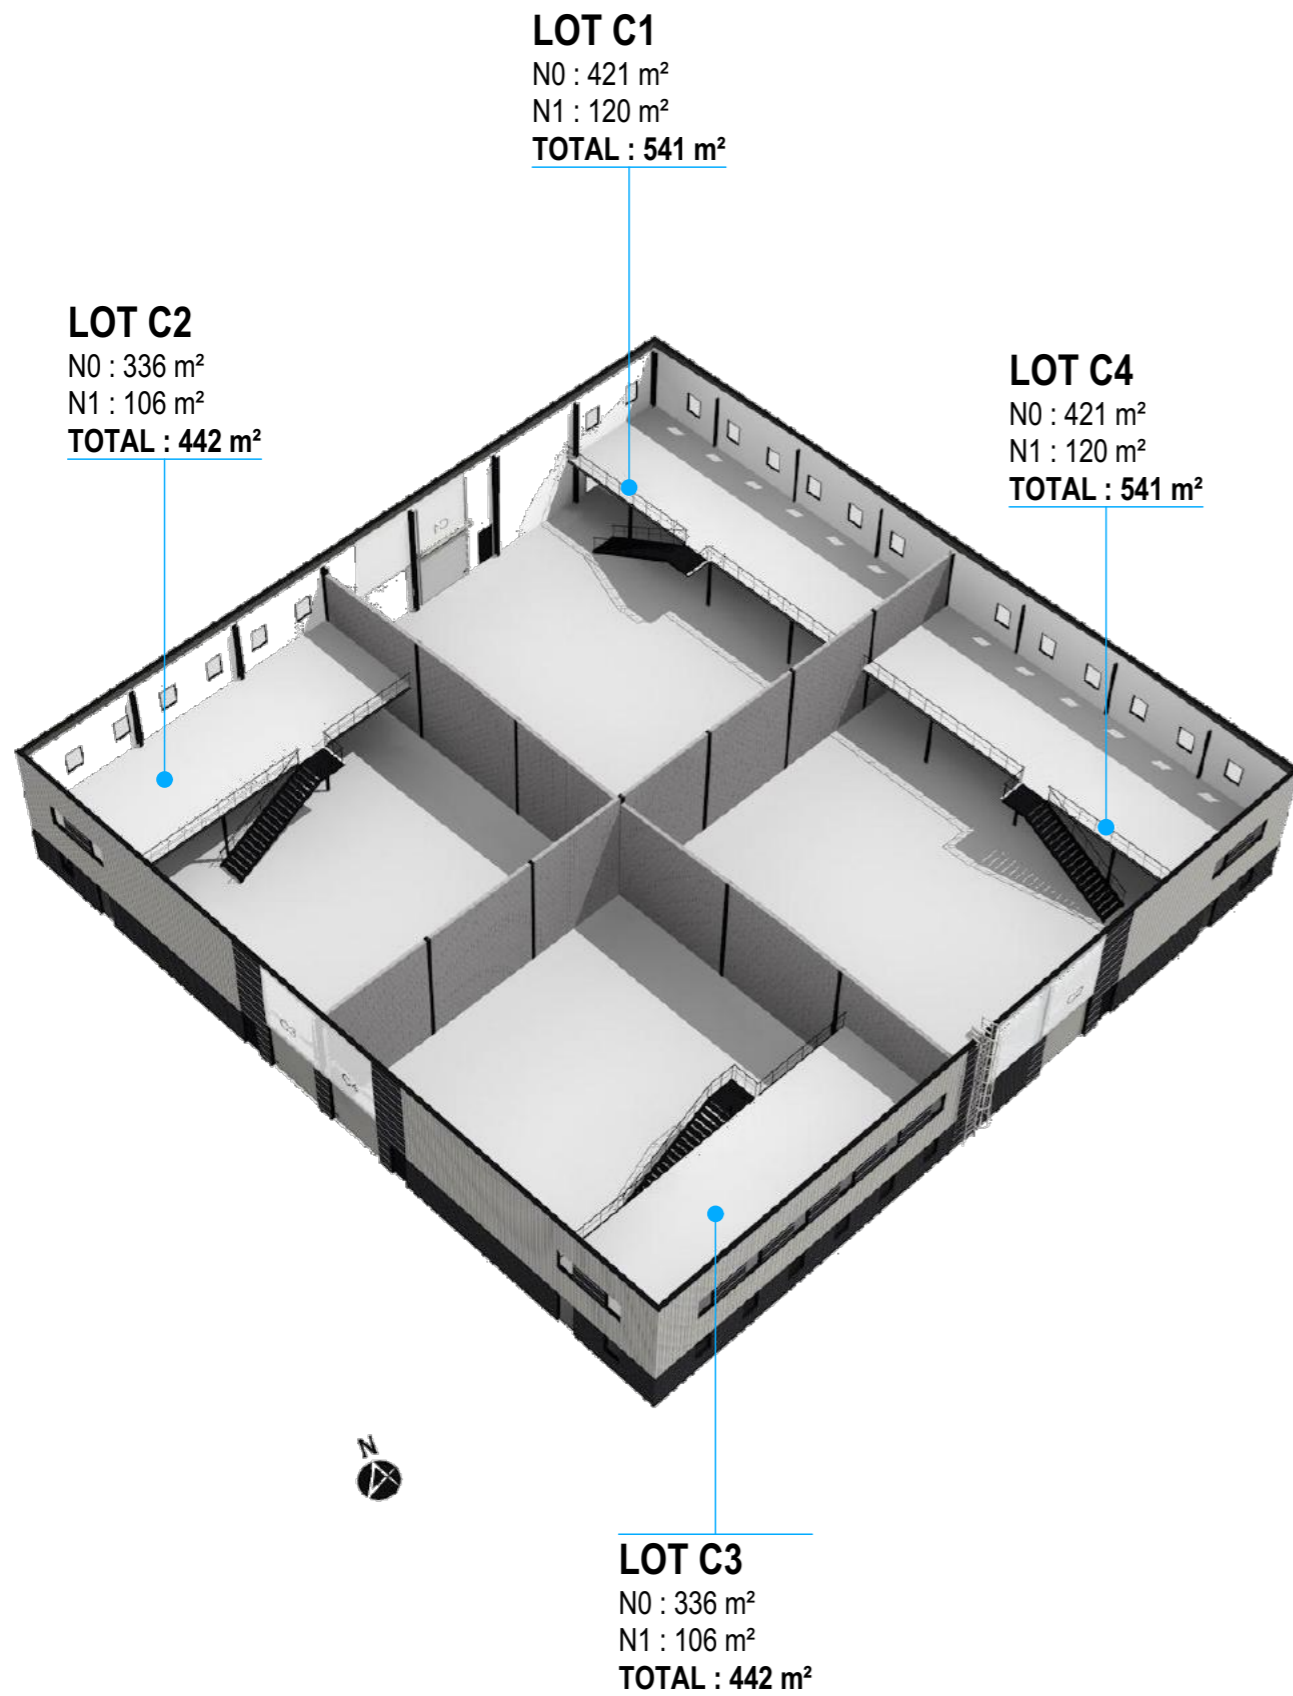 LOT C1
N0 : 421 m²
N1 : 120 m²
TOTAL : 541 m²
LOT C2
N0 : 336 m²
N1 : 106 m²
TOTAL : 442 m²
LOT C4
N0 : 421 m²
N1 : 120 m²
TOTAL : 541 m²
C3
N
LOT C3
N0 : 336 m²
N1 : 106 m²
TOTAL : 442 m²